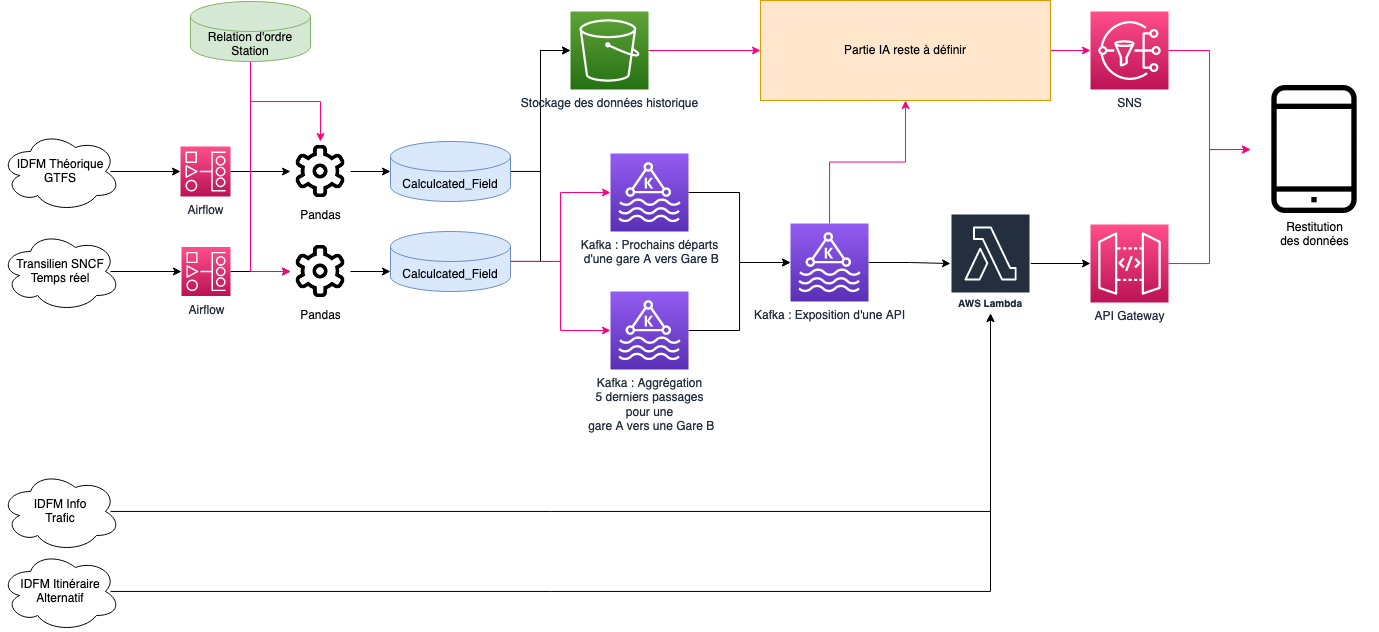 Relation d'ordre
Station
Stockage des données historique
Partie IA reste à définir
SNS
IDFM Théorique
GTFS
Airflow
Pandas
Calculcated_Field
K
Kafka : Prochains départs
d'une gare A vers Gare B
Transilien SNCF
Temps réel
Airflow
Pandas
Calculcated_Field
K
Kafka : Aggrégation
5 derniers passages
pour une
gare A vers une Gare B
K
Kafka : Exposition d'une API
AWS Lambda
</>
API Gateway
Restitution
des données
IDFM Info
Trafic
IDFM Itinéraire
Alternatif